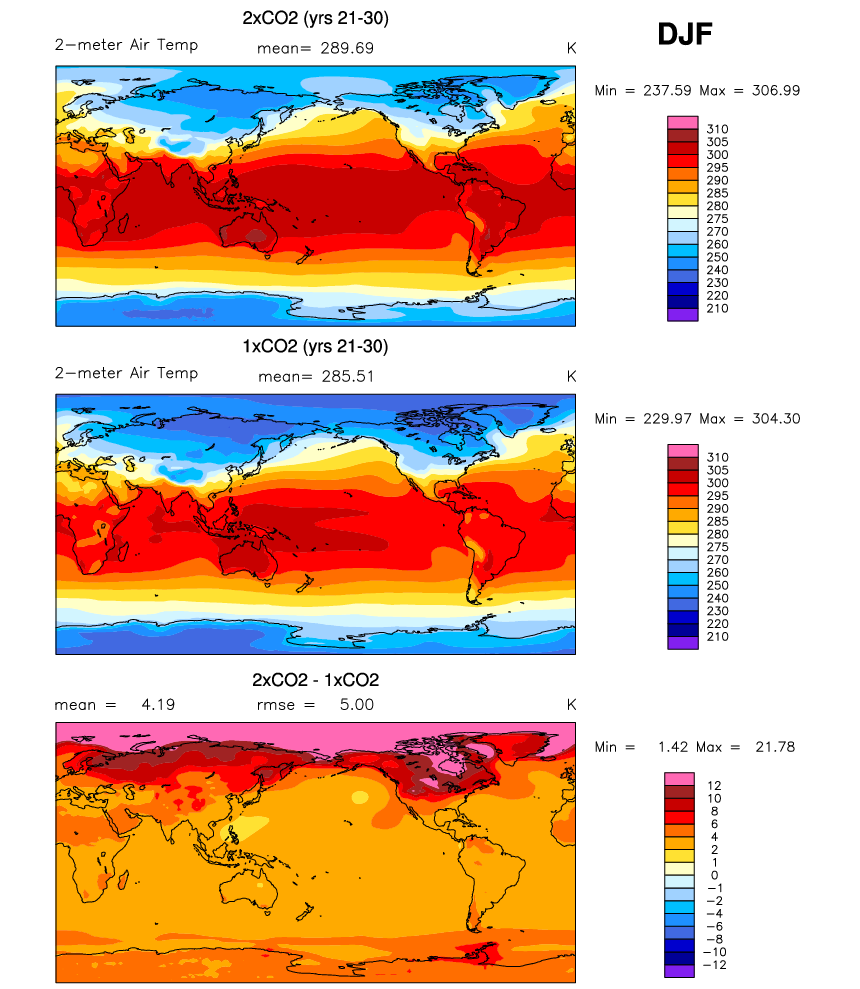 2xCO2 (yrs 21-30)
DJF
2-meter Air Temp
mean= 289.69
K
Min = 237.59 Max = 306.99
310
305
300
295
290
285
280
275
270
260
250
240
230
220
210
1xCO2 (yrs 21-30)
2-meter Air Temp
mean= 285.51
K
Min = 229.97 Max = 304.30
310
305
300
295
290
285
280
275
270
260
250
240
230
220
210
2xCO2 - 1xCO2
mean = 4.19
rmse = 5.00
K
Min = 1.42 Max = 21.78
12
10
8
6
4
2
1
0
−1
−2
−4
−6
−8
−10
−12